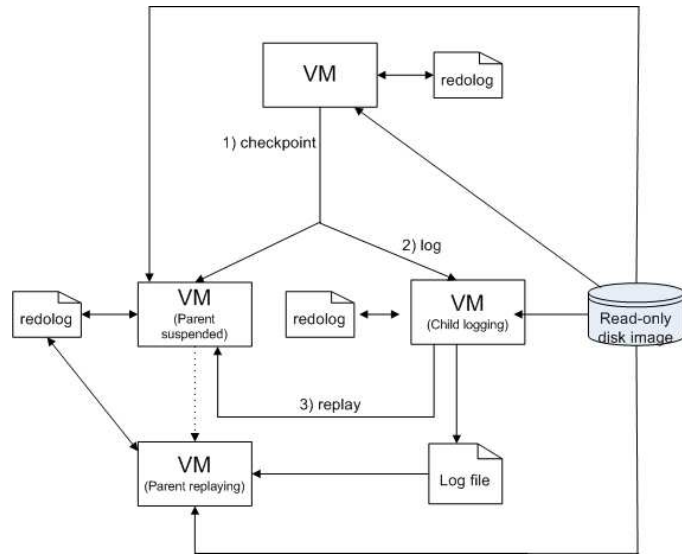 VM
redolog
1) checkpoint
2) log
redolog
VM
(Parent
suspended)
redolog
VM
(Child logging)
Read-only
disk image
3) replay
VM
(Parent replaying)
Log file